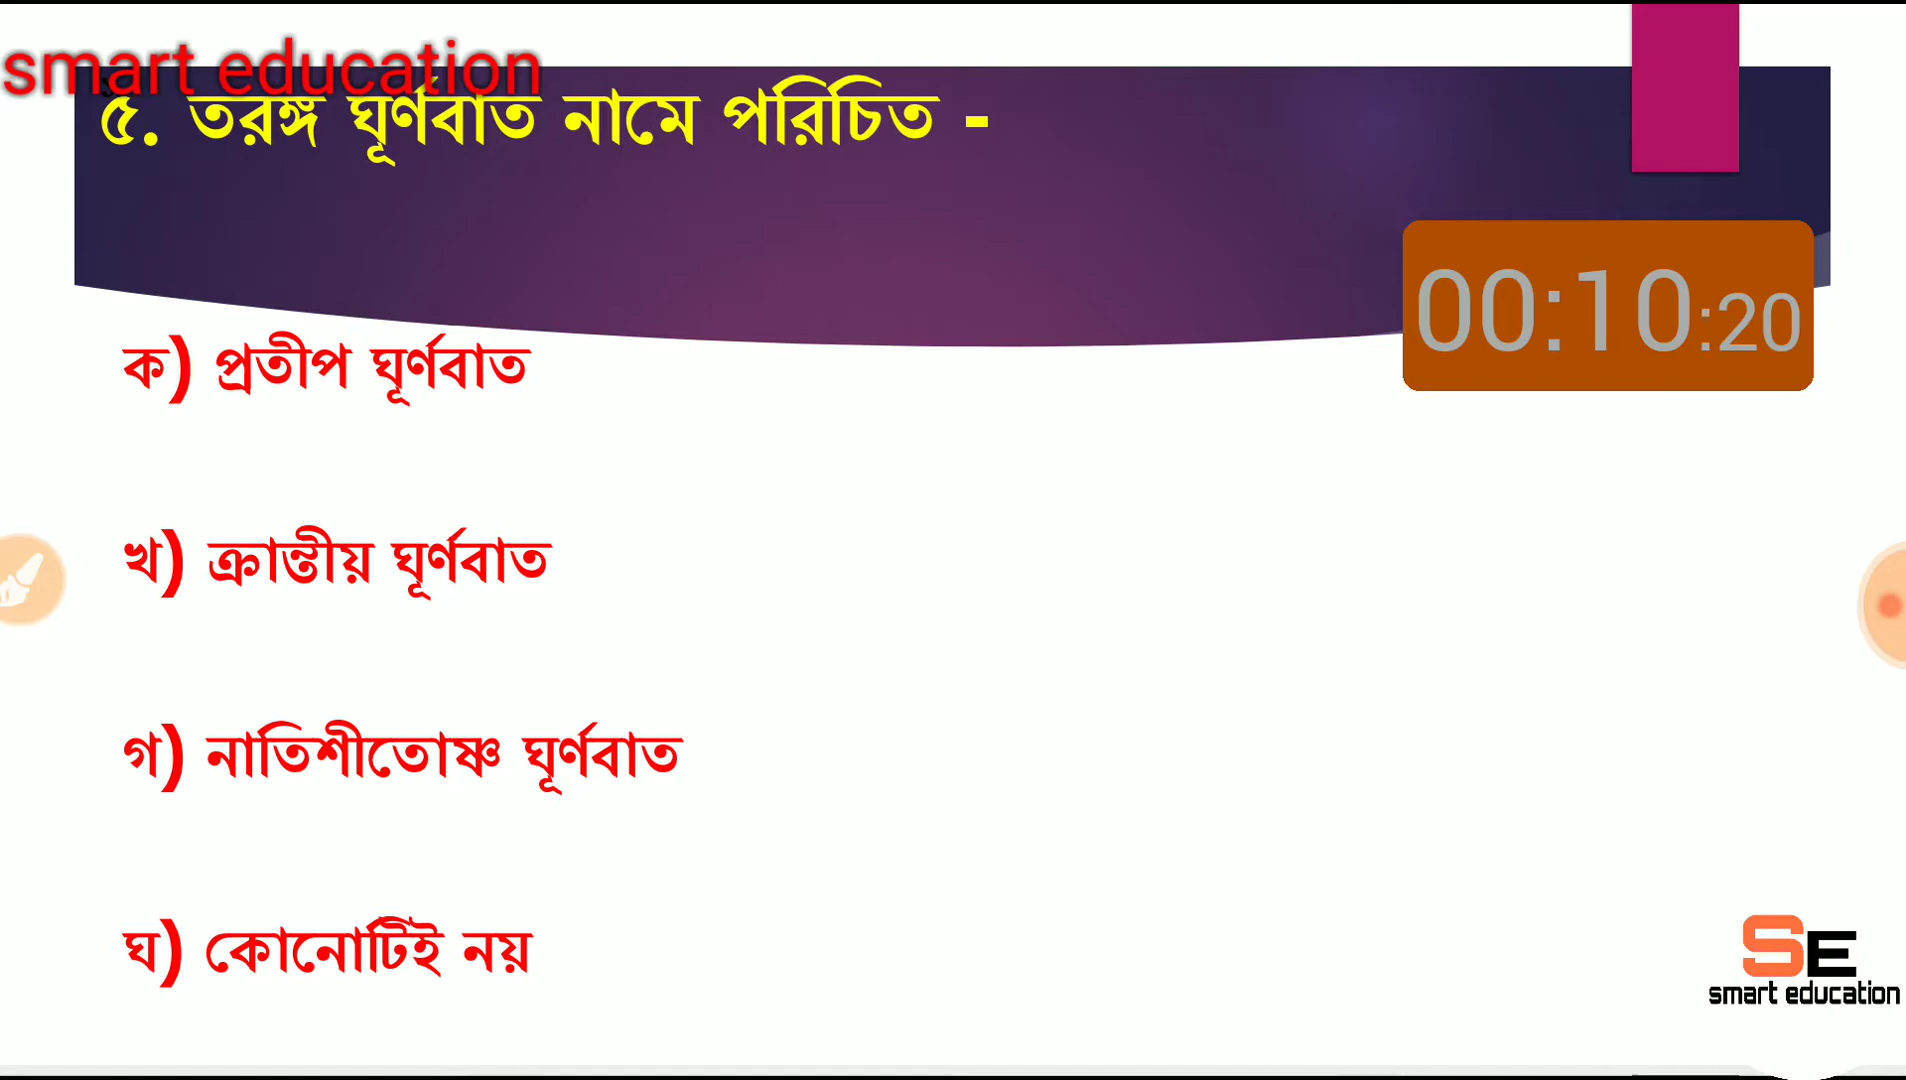 smart education
৫. তরঙ্গ ঘূর্ণবাত নামে পরিচিত -
00:10:20
ক) প্রতীপ ঘূর্ণবাত
খ) ক্রান্তীয় ঘূর্ণবাত
গ) নাতিশীতোষ্ণ ঘূর্ণবাত
ঘ) কোনোটিই নয়
SE
smart education